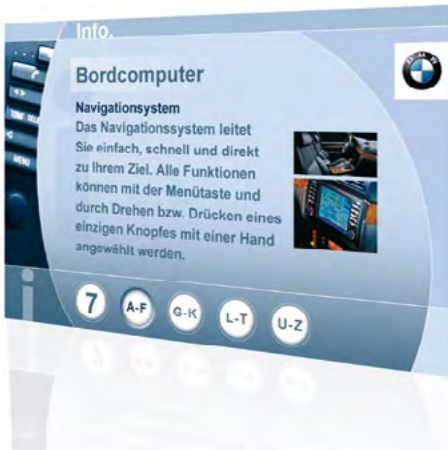 Info.
Bordcomputer
Navigationsystem
Das Navigationssystem leitet
Sie einfach, schnell und direkt
zu Ihrem Ziel. Alle Funktionen
können mit der Menütaste und
durch Drehen bzw. Drücken eines
einzigen Knopfes mit einer Hand
angewählt werden.
7 A-F G-K L-T U-Z
MENU